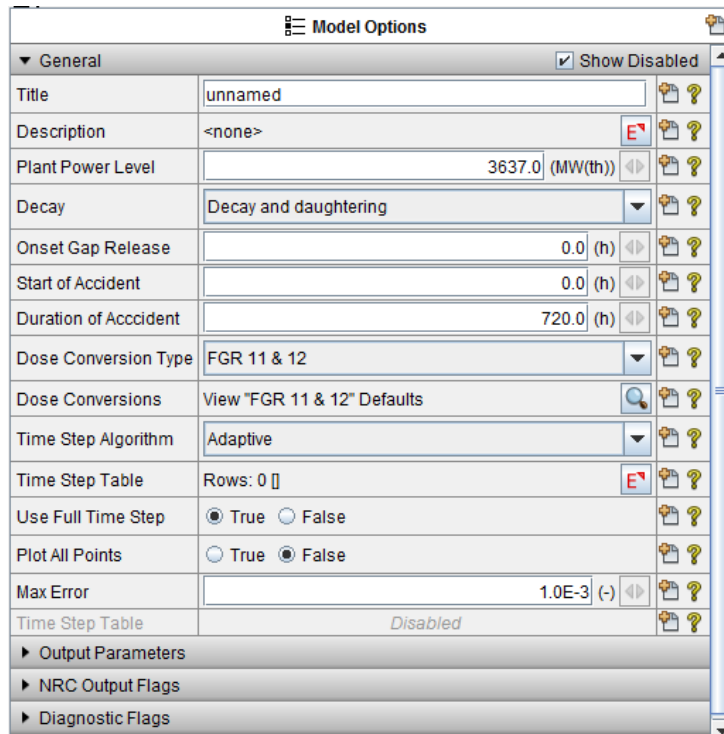 Model Options
General Show Disabled
Title unnamed
Description <none> E
Plant Power Level 3637.0 (MW(th))
Decay Decay and daughtering
Onset Gap Release 0.0 (h)
Start of Accident 0.0 (h)
Duration of Acccident 720.0 (h)
Dose Conversion Type FGR 11 & 12
Dose Conversions View "FGR 11 & 12" Defaults
Time Step Algorithm Adaptive
Time Step Table Rows: 0 [] E
Use Full Time Step True False
Plot All Points True False
Max Error 1.0E-3 (-)
Time Step Table Disabled
Output Parameters
NRC Output Flags
Diagnostic Flags